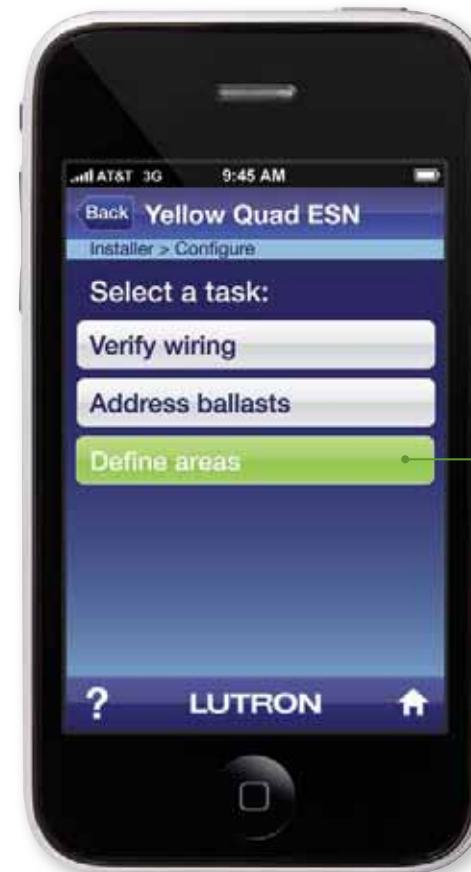 AT&T 3G 9:45 AM
Back Yellow Quad ESN
Installer > Configure
Select a task:
Verify wiring
Address ballasts
Define areas
? LUTRON